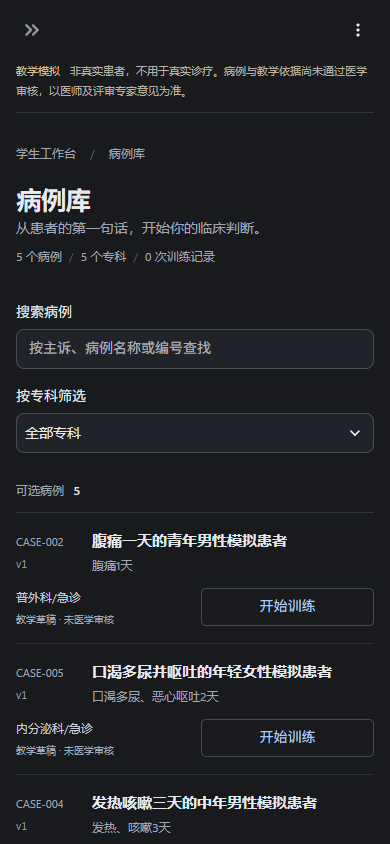 教学模拟 非真实患者，不用于真实诊疗。病例与教学依据尚未通过医学
审核，以医师及评审专家意见为准。
学生工作台 / 病例库
病例库
从患者的第一句话，开始你的临床判断。
5 个病例 / 5 个专科 / 0 次训练记录
搜索病例
按主诉、病例名称或编号查找
按专科筛选
全部专科
可选病例 5
CASE-002 腹痛一天的青年男性模拟患者
v1 腹痛1天
普外科/急诊
教学草稿 · 未医学审核
开始训练
CASE-005 口渴多尿并呕吐的年轻女性模拟患者
v1 口渴多尿、恶心呕吐2天
内分泌科/急诊
教学草稿 · 未医学审核
开始训练
CASE-004 发热咳嗽三天的中年男性模拟患者
v1 发热、咳嗽3天